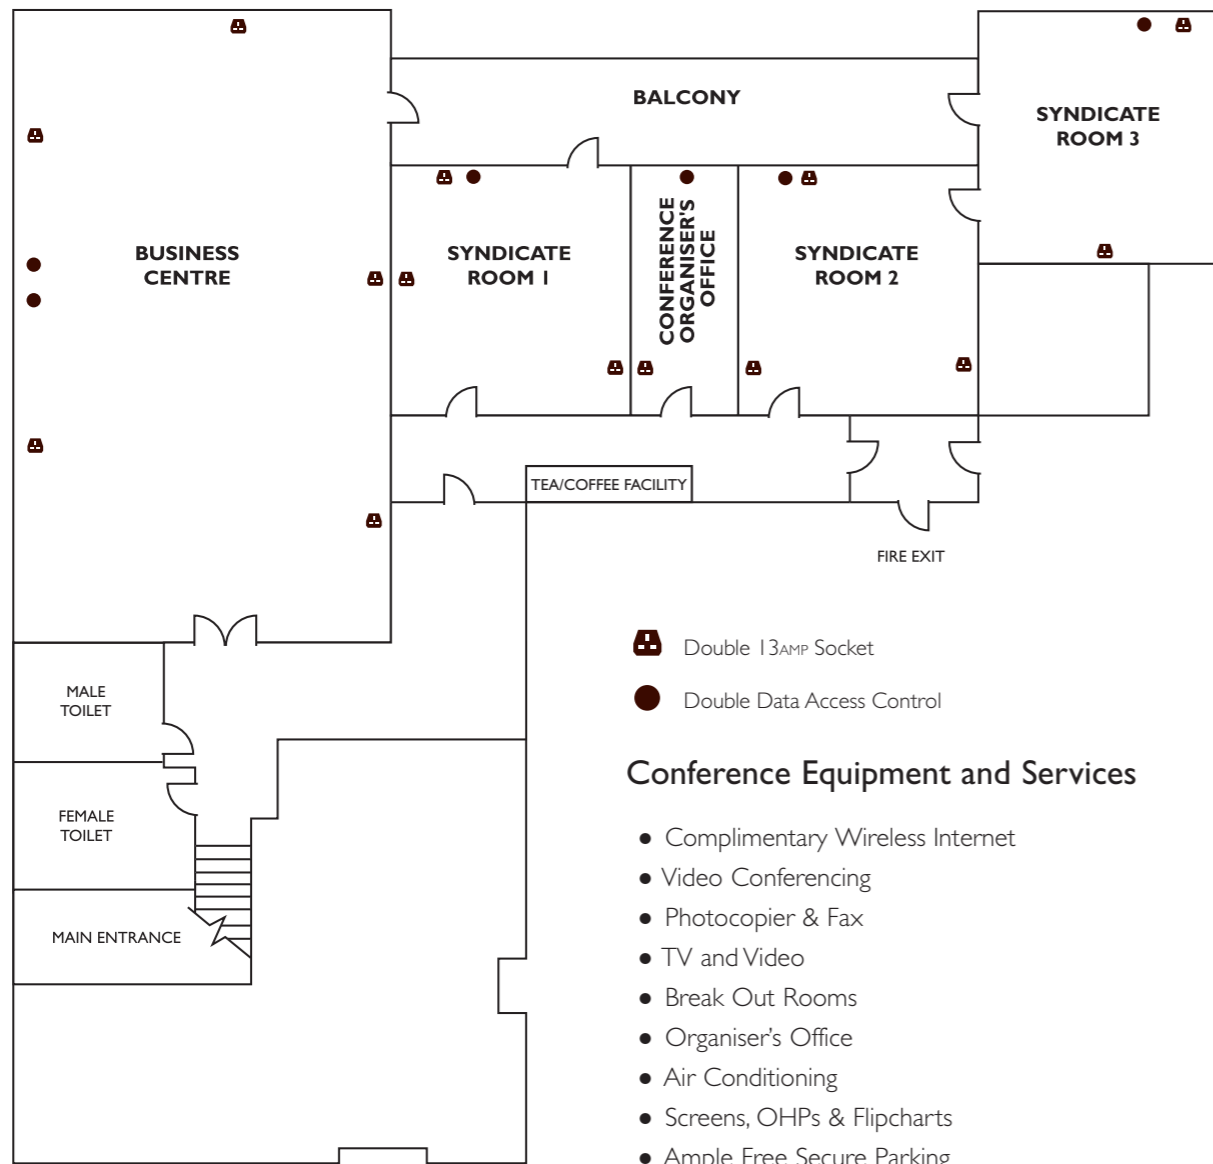 BALCONY
SYNDICATE
ROOM 3
BUSINESS
CENTRE
SYNDICATE
ROOM 1
CONFERENCE
ORGANISER'S
OFFICE
SYNDICATE
ROOM 2
TEA/COFFEE FACILITY
FIRE EXIT
MALE
TOILET
FEMALE
TOILET
MAIN ENTRANCE
Double 13AMP Socket
Double Data Access Control
Conference Equipment and Services
• Complimentary Wireless Internet
• Video Conferencing
• Photocopier & Fax
• TV and Video
• Break Out Rooms
• Organiser's Office
• Air Conditioning
• Screens, OHPs & Flipcharts
• Ample Free Secure Parking